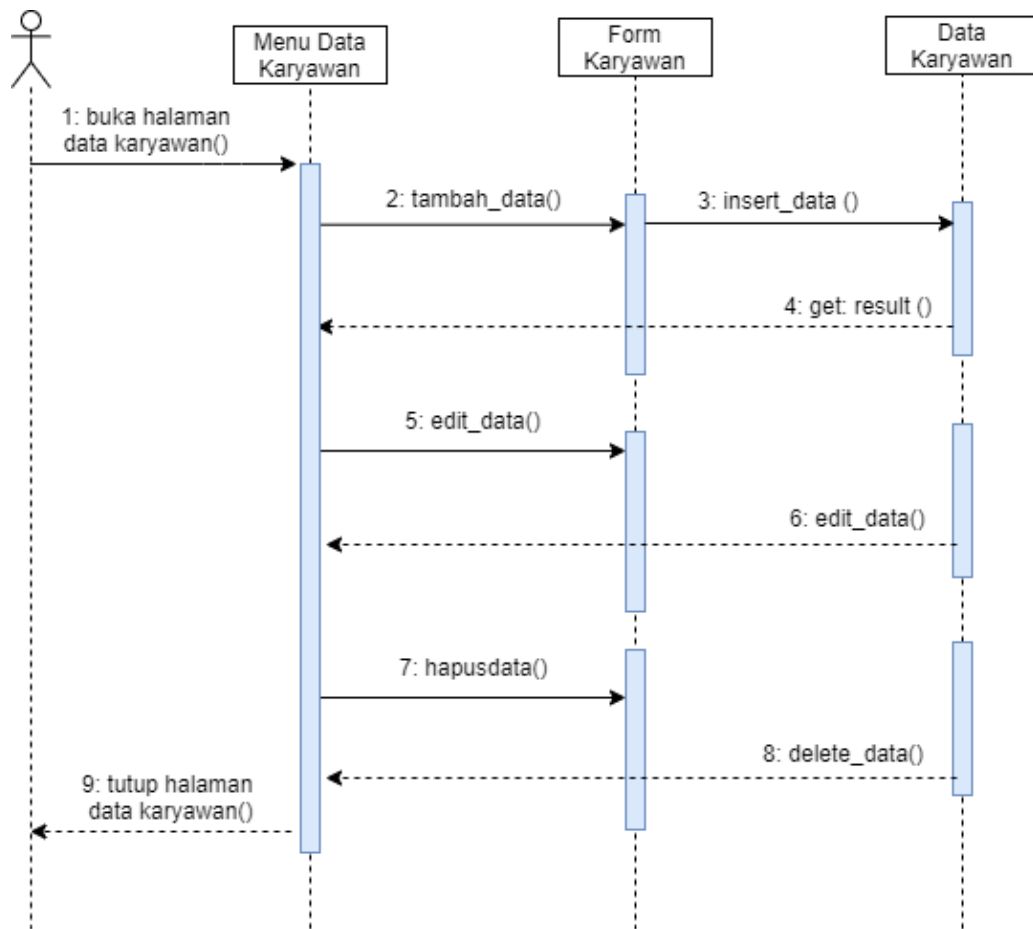 Menu Data
Karyawan
Form
Karyawan
Data
Karyawan
1: buka halaman
data karyawan()
2: tambah_data()
3: insert_data ()
4: get: result ()
5: edit_data()
6: edit_data()
7: hapusdata()
8: delete_data()
9: tutup halaman
data karyawan()